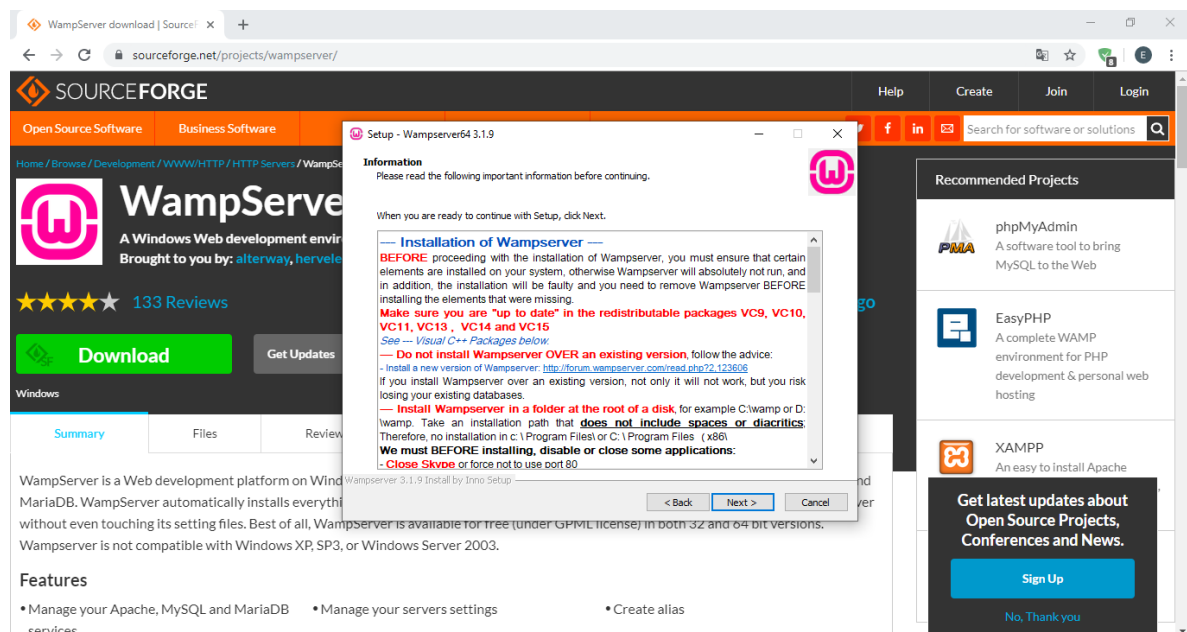 WampServer download | SourceF
sourceforge.net/projects/wampserver/
8
E
SOURCEFORGE
Help
Create
Join
Login
Open Source Software
Business Software
Search for software or solutions
Home / Browse / Development / WWW/HTTP / HTTP Servers / WampSe
WampServe
A Windows Web development envir
Brought to you by: alterway, hervele
133 Reviews
go
SF
Download
Get Updates
Windows
Summary
Files
Review
WampServer is a Web development platform on Wind
nd
MariaDB. WampServer automatically installs everythi
ver
without even touching its setting files. Best of all, WampServer is available for free (under GPML license) in both 32 and 64 bit versions.
Wampserver is not compatible with Windows XP, SP3, or Windows Server 2003.
Features
• Manage your Apache, MySQL and MariaDB
services
• Manage your servers settings
• Create alias
Setup - Wampserver64 3.1.9
Information
Please read the following important information before continuing.
When you are ready to continue with Setup, click Next.
--- Installation of Wampserver ---
BEFORE proceeding with the installation of Wampserver, you must ensure that certain
elements are installed on your system, otherwise Wampserver will absolutely not run, and
in addition, the installation will be faulty and you need to remove Wampserver BEFORE
installing the elements that were missing.
Make sure you are "up to date" in the redistributable packages VC9, VC10,
VC11, VC13 , VC14 and VC15
See --- Visual C++ Packages below.
--- Do not install Wampserver OVER an existing version, follow the advice:
- Install a new version of Wampserver: http://forum.wampserver.com/read.php?2,123606
If you install Wampserver over an existing version, not only it will not work, but you risk
losing your existing databases.
--- Install Wampserver in a folder at the root of a disk, for example C:\wamp or D:
\wamp. Take an installation path that does not include spaces or diacritics;
Therefore, no installation in c: \ Program Files\ or C: \ Program Files (x86\
We must BEFORE installing, disable or close some applications:
- Close Skype or force not to use port 80
Wampserver 3.1.9 Install by Inno Setup
< Back
Next >
Cancel
Recommended Projects
PMA
phpMyAdmin
A software tool to bring
MySQL to the Web
EasyPHP
A complete WAMP
environment for PHP
development & personal web
hosting
XAMPP
An easy to install Apache
Get latest updates about
Open Source Projects,
Conferences and News.
Sign Up
No, Thank you